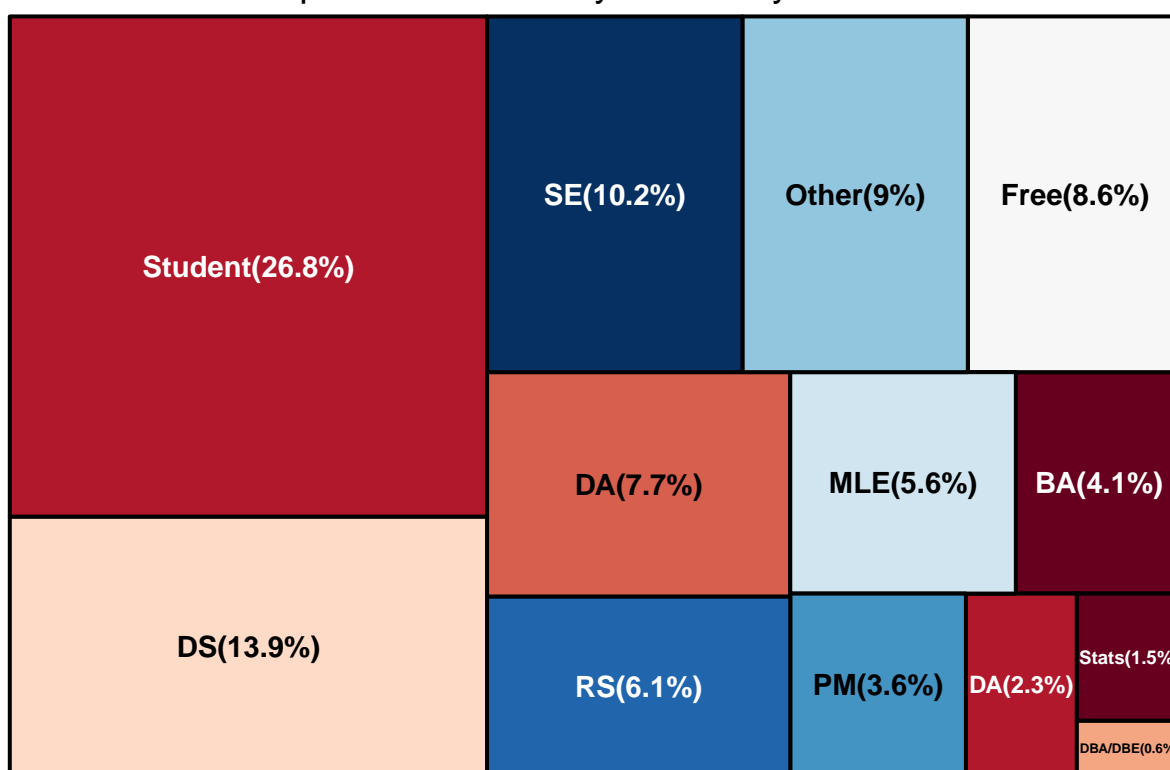 Student(26.8%)
DS(13.9%)
SE(10.2%)
Other(9%)
Free(8.6%)
DA(7.7%)
MLE(5.6%)
BA(4.1%)
RS(6.1%)
PM(3.6%)
DA(2.3%)
Stats(1.5%
DBA/DBE(0.6%